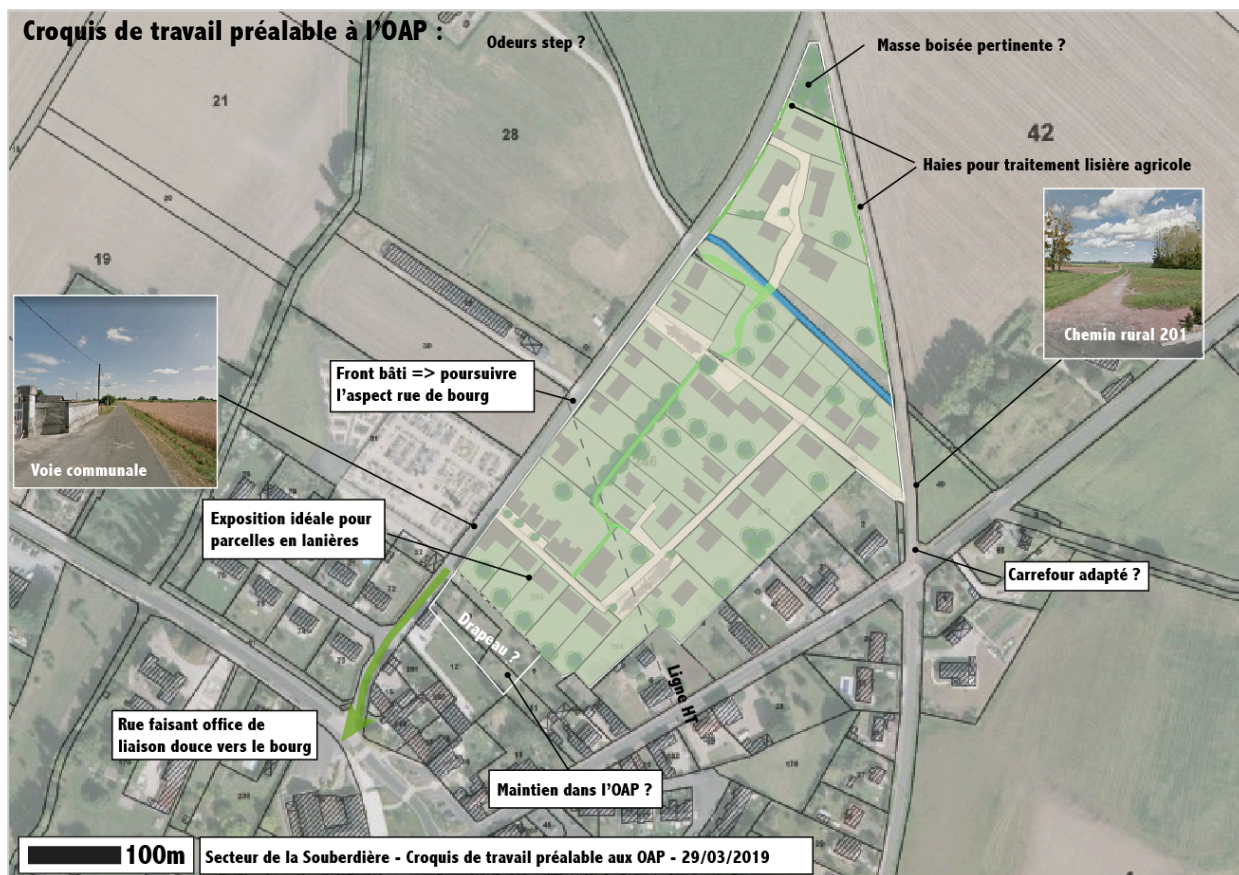 Croquis de travail préalable à l'OAP :
Odeurs step ?
Masse boisée pertinente ?
21
28
42
Haies pour traitement lisière agricole
20
19
Chemin rural 201
Front bâti => poursuivre
l'aspect rue de bourg
Voie communale
Exposition idéale pour
parcelles en lanières
Carrefour adapté ?
Drapeau ?
Ligne HT
Rue faisant office de
liaison douce vers le bourg
Maintien dans l'OAP ?
100m
Secteur de la Souberdière - Croquis de travail préalable aux OAP - 29/03/2019